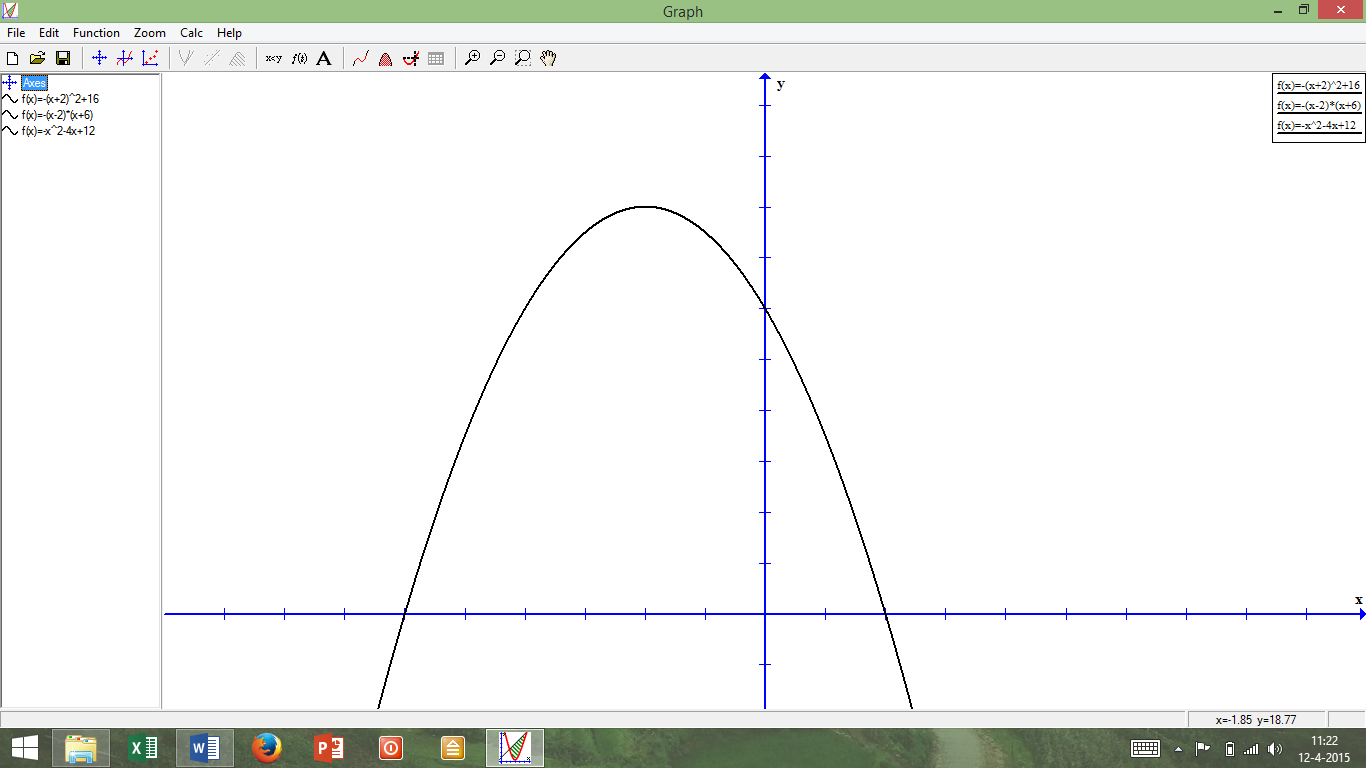 Graph
File Edit Function Zoom Calc Help
x<y f(t) A
Axes
f(x)=-(x+2)^2+16
f(x)=-(x-2)*(x+6)
f(x)=-x^2-4x+12
y
f(x)=-(x+2)^2+16
f(x)=-(x-2)*(x+6)
f(x)=-x^2-4x+12
x
x=-1.85 y=18.77
11:22
12-4-2015